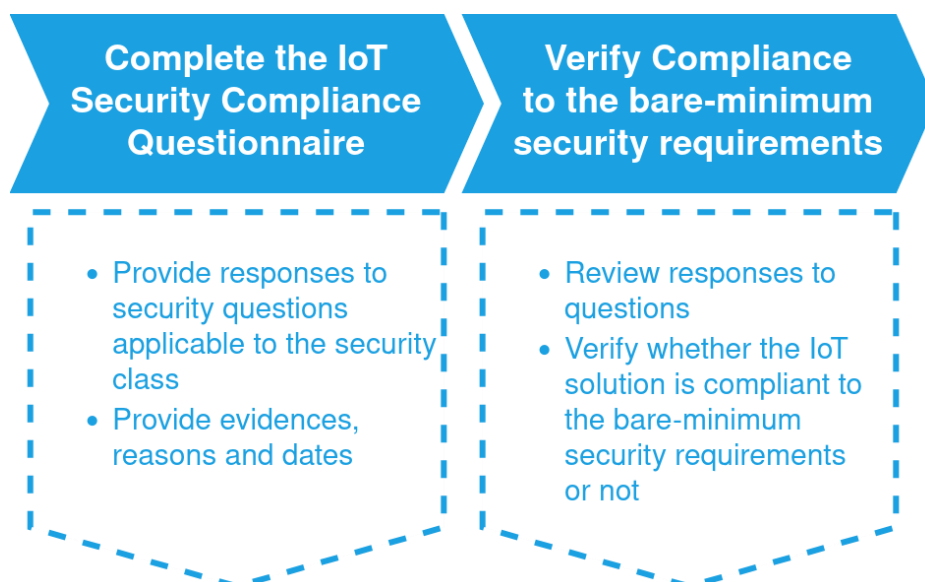 Complete the IoT
Security Compliance
Questionnaire
Verify Compliance
to the bare-minimum
security requirements
• Provide responses to
security questions
applicable to the security
class
• Provide evidences,
reasons and dates
• Review responses to
questions
• Verify whether the IoT
solution is compliant to
the bare-minimum
security requirements
or not